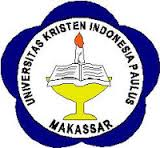 UNIVERSITAS KRISTEN INDONESIA PAULUS
MAKASSAR